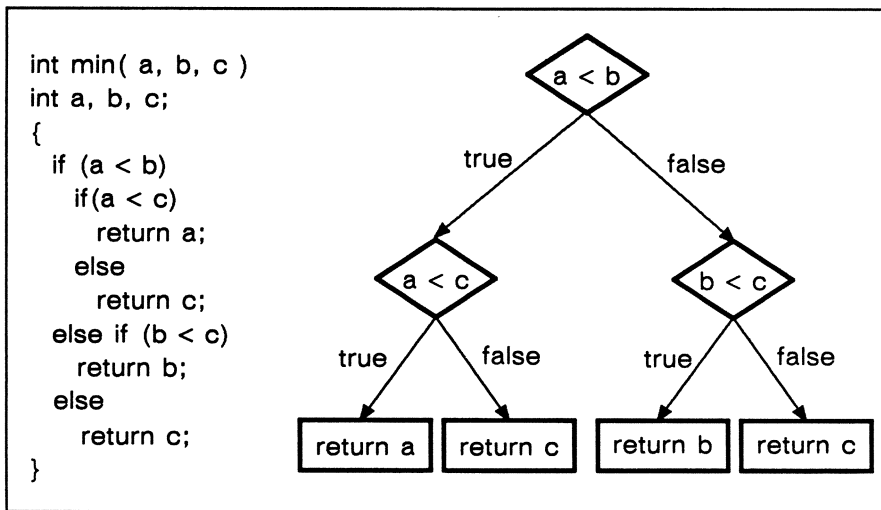 int min( a, b, c )
int a, b, c;
{
if (a < b)
if(a < c)
return a;
else
return c;
else if (b < c)
return b;
else
return c;
}
a < b
true
false
a < c
b < c
true
false
true
false
return a
return c
return b
return c